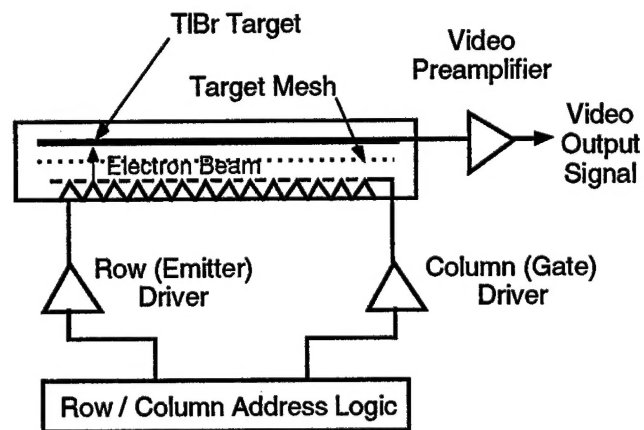 TIBr Target
Video
Preamplifier
Target Mesh
Video
Output
Signal
Electron Beam
Row (Emitter)
Driver
Column (Gate)
Driver
Row / Column Address Logic